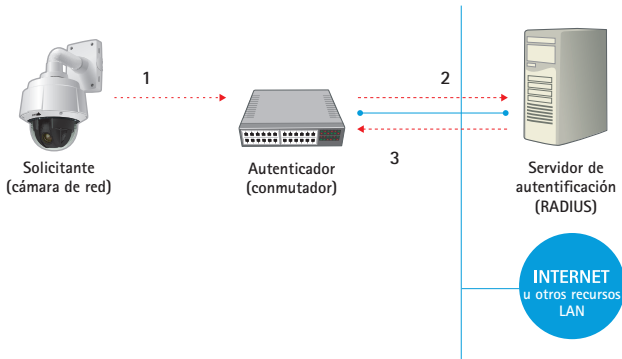 1
2
3
Solicitante
(cámara de red)
Autenticador
(conmutador)
Servidor de
autentificación
(RADIUS)
INTERNET
u otros recursos
LAN